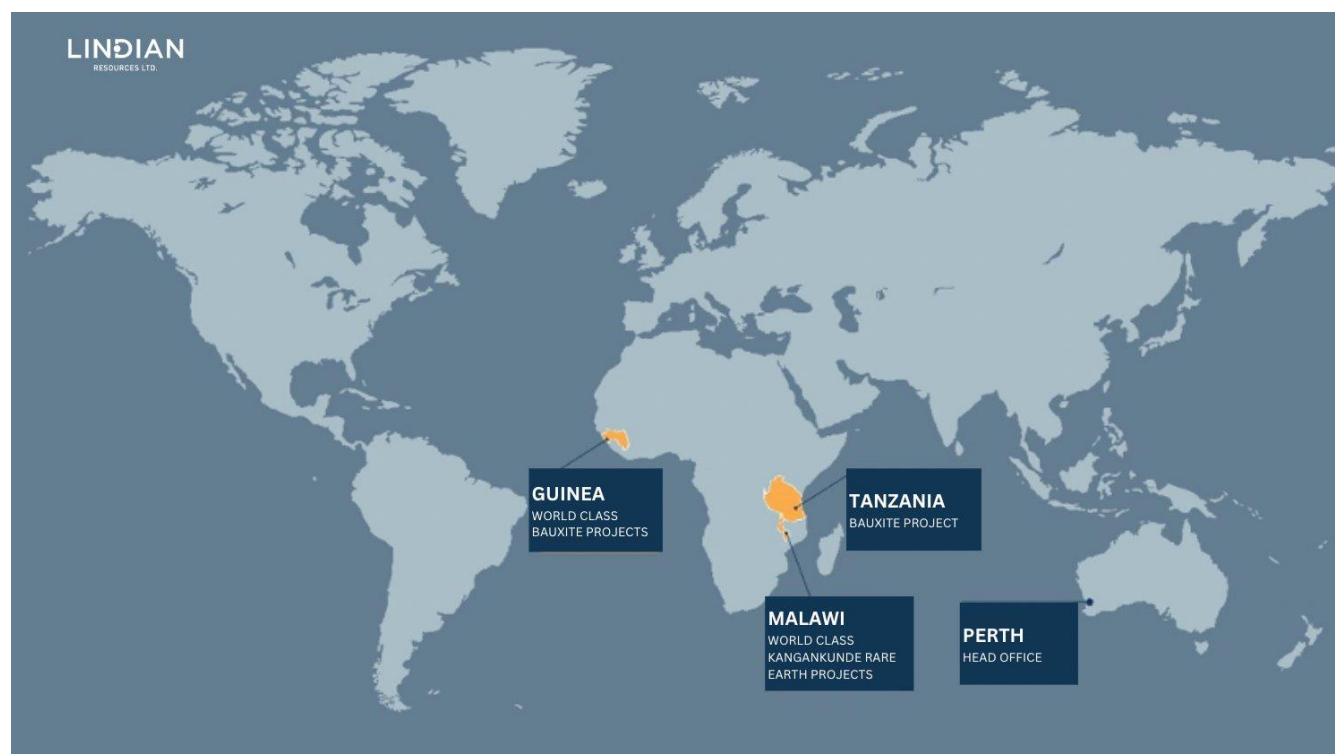 LINDIAN
RESOURCES LTD.
GUINEA
WORLD CLASS
BAUXITE PROJECTS
TANZANIA
BAUXITE PROJECT
MALAWI
WORLD CLASS
KANGANKUNDE RARE
EARTH PROJECTS
PERTH
HEAD OFFICE